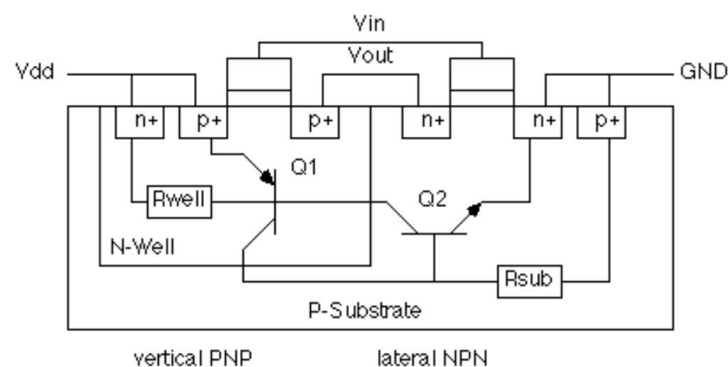 Vin
Vout
Vdd
GND
n+ p+ p+ n+ n+ p+
Q1
Q2
Rwell
N-Well
Rsub
P-Substrate
vertical PNP lateral NPN